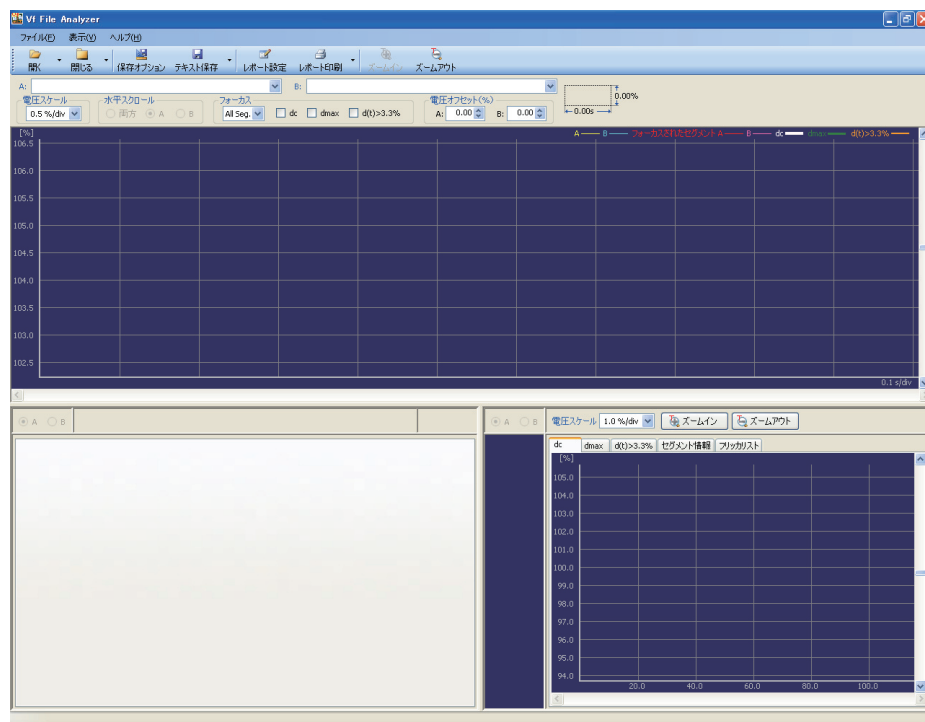 Vf File Analyzer
ファイル(F) 表示(V) ヘルプ(H)
開く 閉じる 保存オプション テキスト保存 レポート設定 レポート印刷 ズームイン ズームアウト
A: B:
電圧スケール 水平スクロール フォーカス 電圧オフセット(%) 0.00%
0.5 %/div 両方 A B All Seg. dc dmax d(t)>3.3% A: 0.00 B: 0.00 0.00s
[%] A B フォーカスされたセグメント A B dc dmax d(t)>3.3%
106.5
106.0
105.5
105.0
104.5
104.0
103.5
103.0
102.5
0.1 s/div
A B
A B 電圧スケール 1.0 %/div ズームイン ズームアウト
dc dmax d(t)>3.3% セグメント情報 フリッカリスト
[%]
105.0
104.0
103.0
102.0
101.0
100.0
99.0
98.0
97.0
96.0
95.0
94.0
20.0 40.0 60.0 80.0 100.0